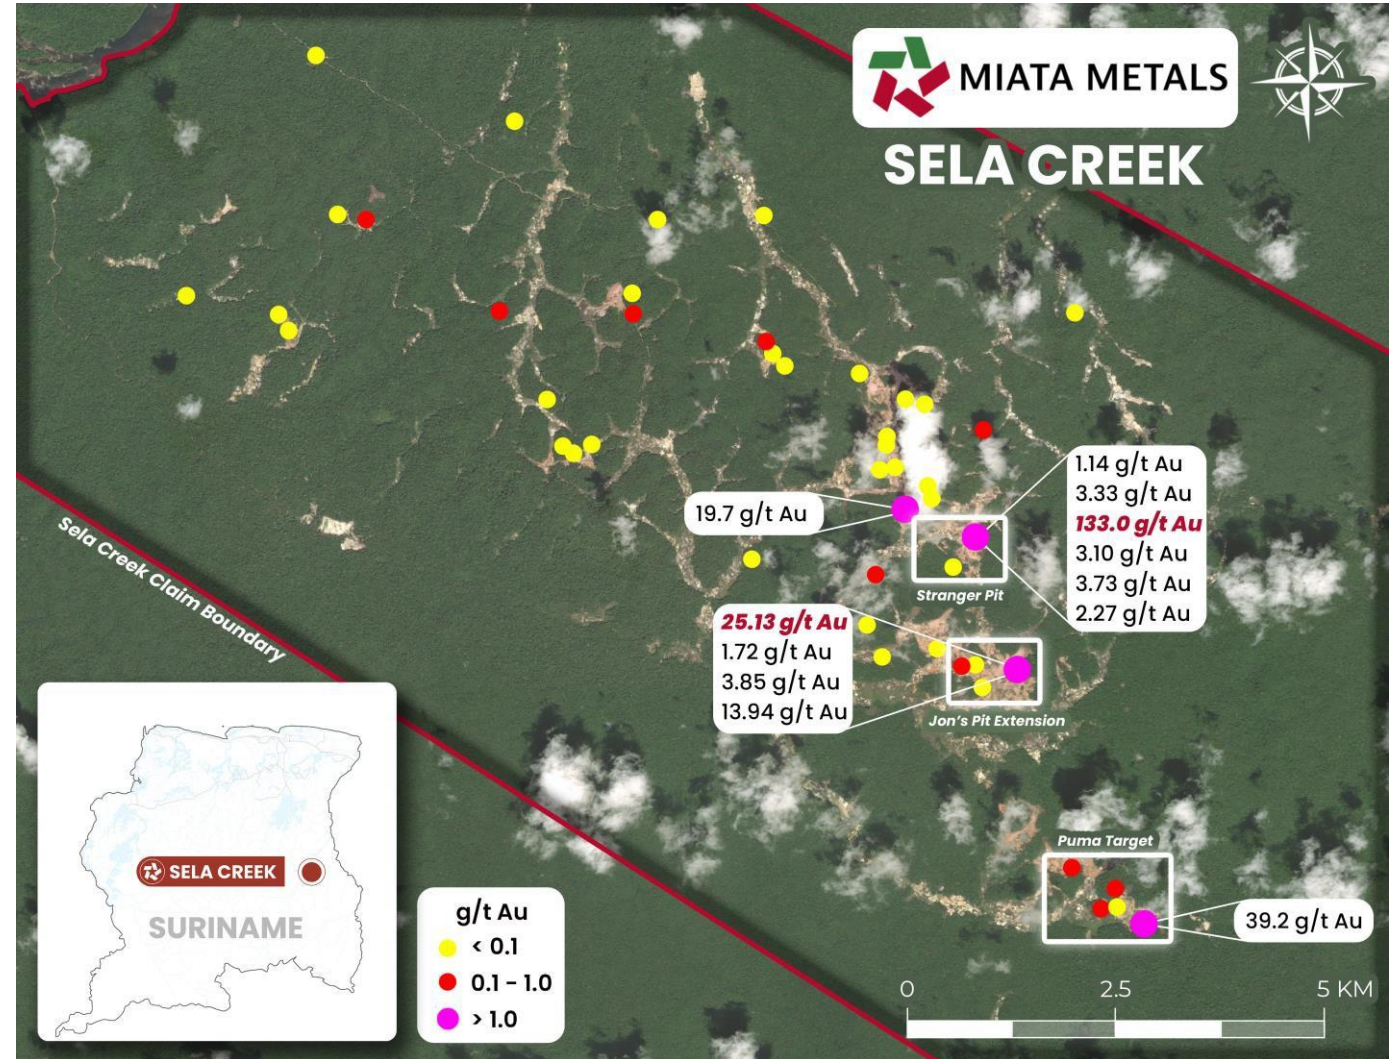 MIATA METALS
SELA CREEK
1.14 g/t Au
3.33 g/t Au
133.0 g/t Au
3.10 g/t Au
3.73 g/t Au
2.27 g/t Au
19.7 g/t Au
Stranger Pit
Sela Creek Claim Boundary
25.13 g/t Au
1.72 g/t Au
3.85 g/t Au
13.94 g/t Au
Jon's Pit Extension
SELA CREEK
SURINAME
Puma Target
39.2 g/t Au
g/t Au
< 0.1
0.1 - 1.0
> 1.0
0 2.5 5 KM